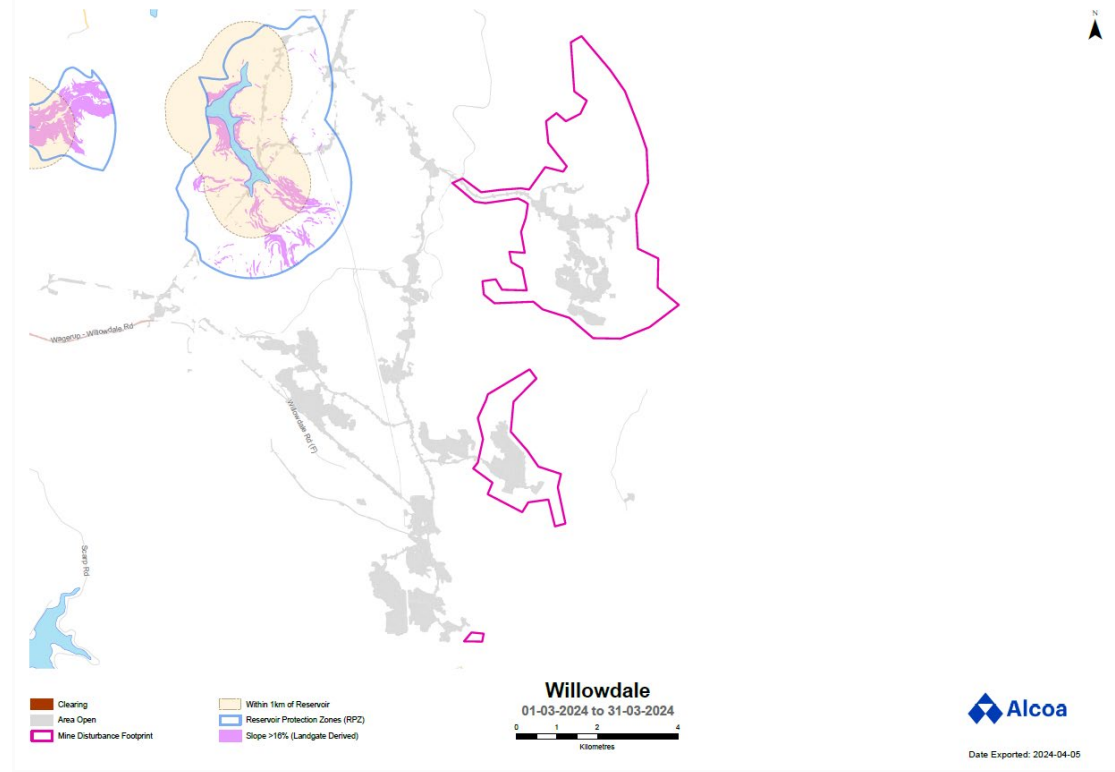 N
Wagerup - Willowdale Rd
Willowdale Rd (F)
Scarp Rd
Clearing
Area Open
Mine Disturbance Footprint
Within 1km of Reservoir
Reservoir Protection Zones (RPZ)
Slope >16% (Landgate Derived)
Willowdale
01-03-2024 to 31-03-2024
0 1 2 4
Kilometres
Alcoa
Date Exported: 2024-04-05